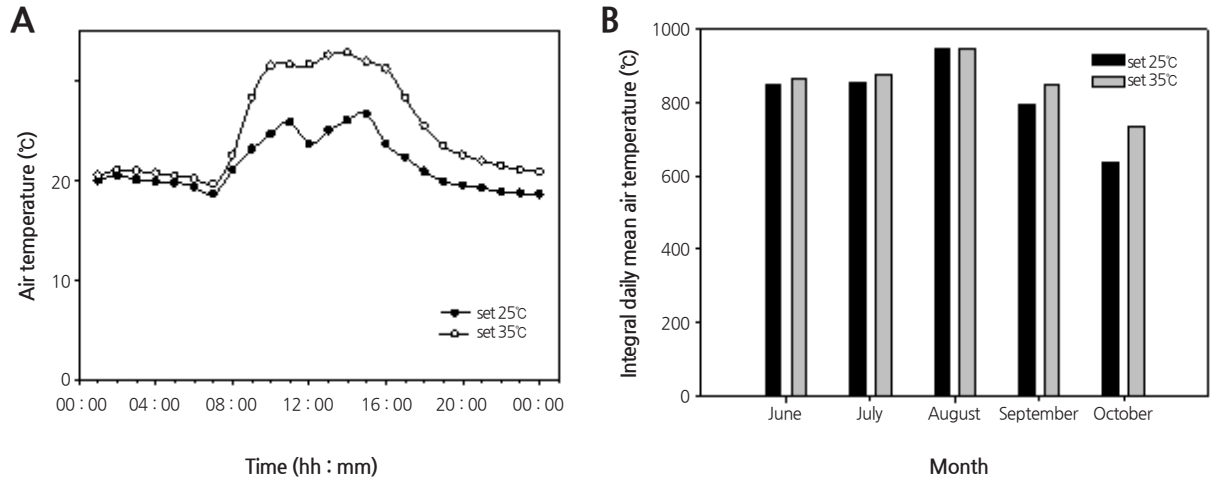 A
Air temperature (℃)
20
10
0
set 25℃
set 35℃
00 : 00 04 : 00 08 : 00 12 : 00 16 : 00 20 : 00 00 : 00
Time (hh : mm)
B
Integral daily mean air temperature (℃)
1000
800
600
400
200
0
set 25℃
set 35℃
June July August September October
Month